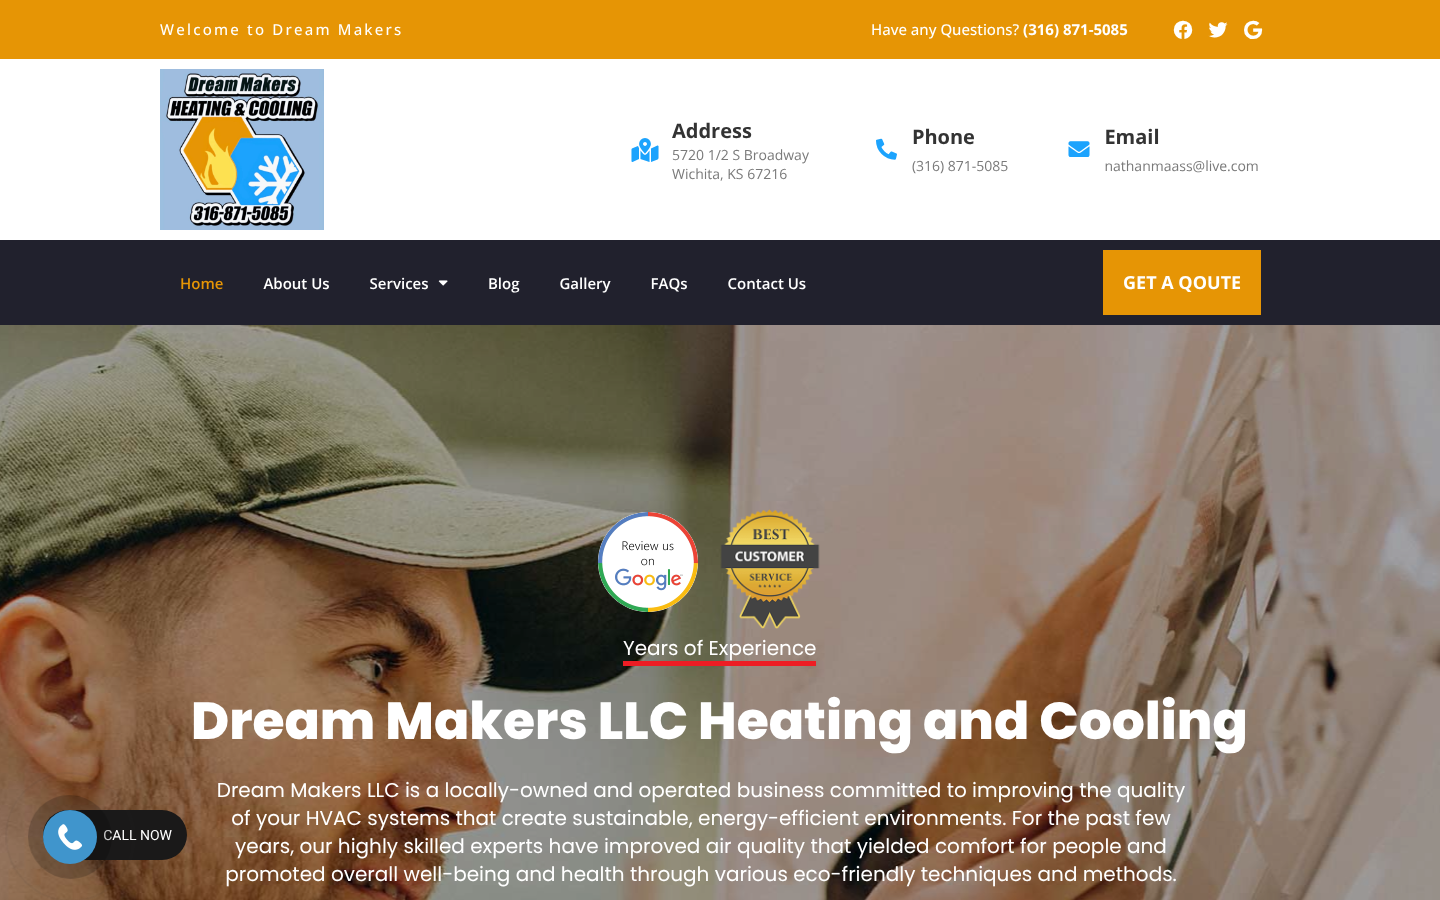 Welcome to Dream Makers
Have any Questions? (316) 871-5085
Dream Makers
HEATING & COOLING
316-871-5085
Address
5720 1/2 S Broadway
Wichita, KS 67216
Phone
(316) 871-5085
Email
nathanmaass@live.com
Home
About Us
Services
Blog
Gallery
FAQs
Contact Us
GET A QOUTE
Review us
on
Google
BEST
CUSTOMER
SERVICE
Years of Experience
Dream Makers LLC Heating and Cooling
Dream Makers LLC is a locally-owned and operated business committed to improving the quality
of your HVAC systems that create sustainable, energy-efficient environments. For the past few
years, our highly skilled experts have improved air quality that yielded comfort for people and
promoted overall well-being and health through various eco-friendly techniques and methods.
CALL NOW